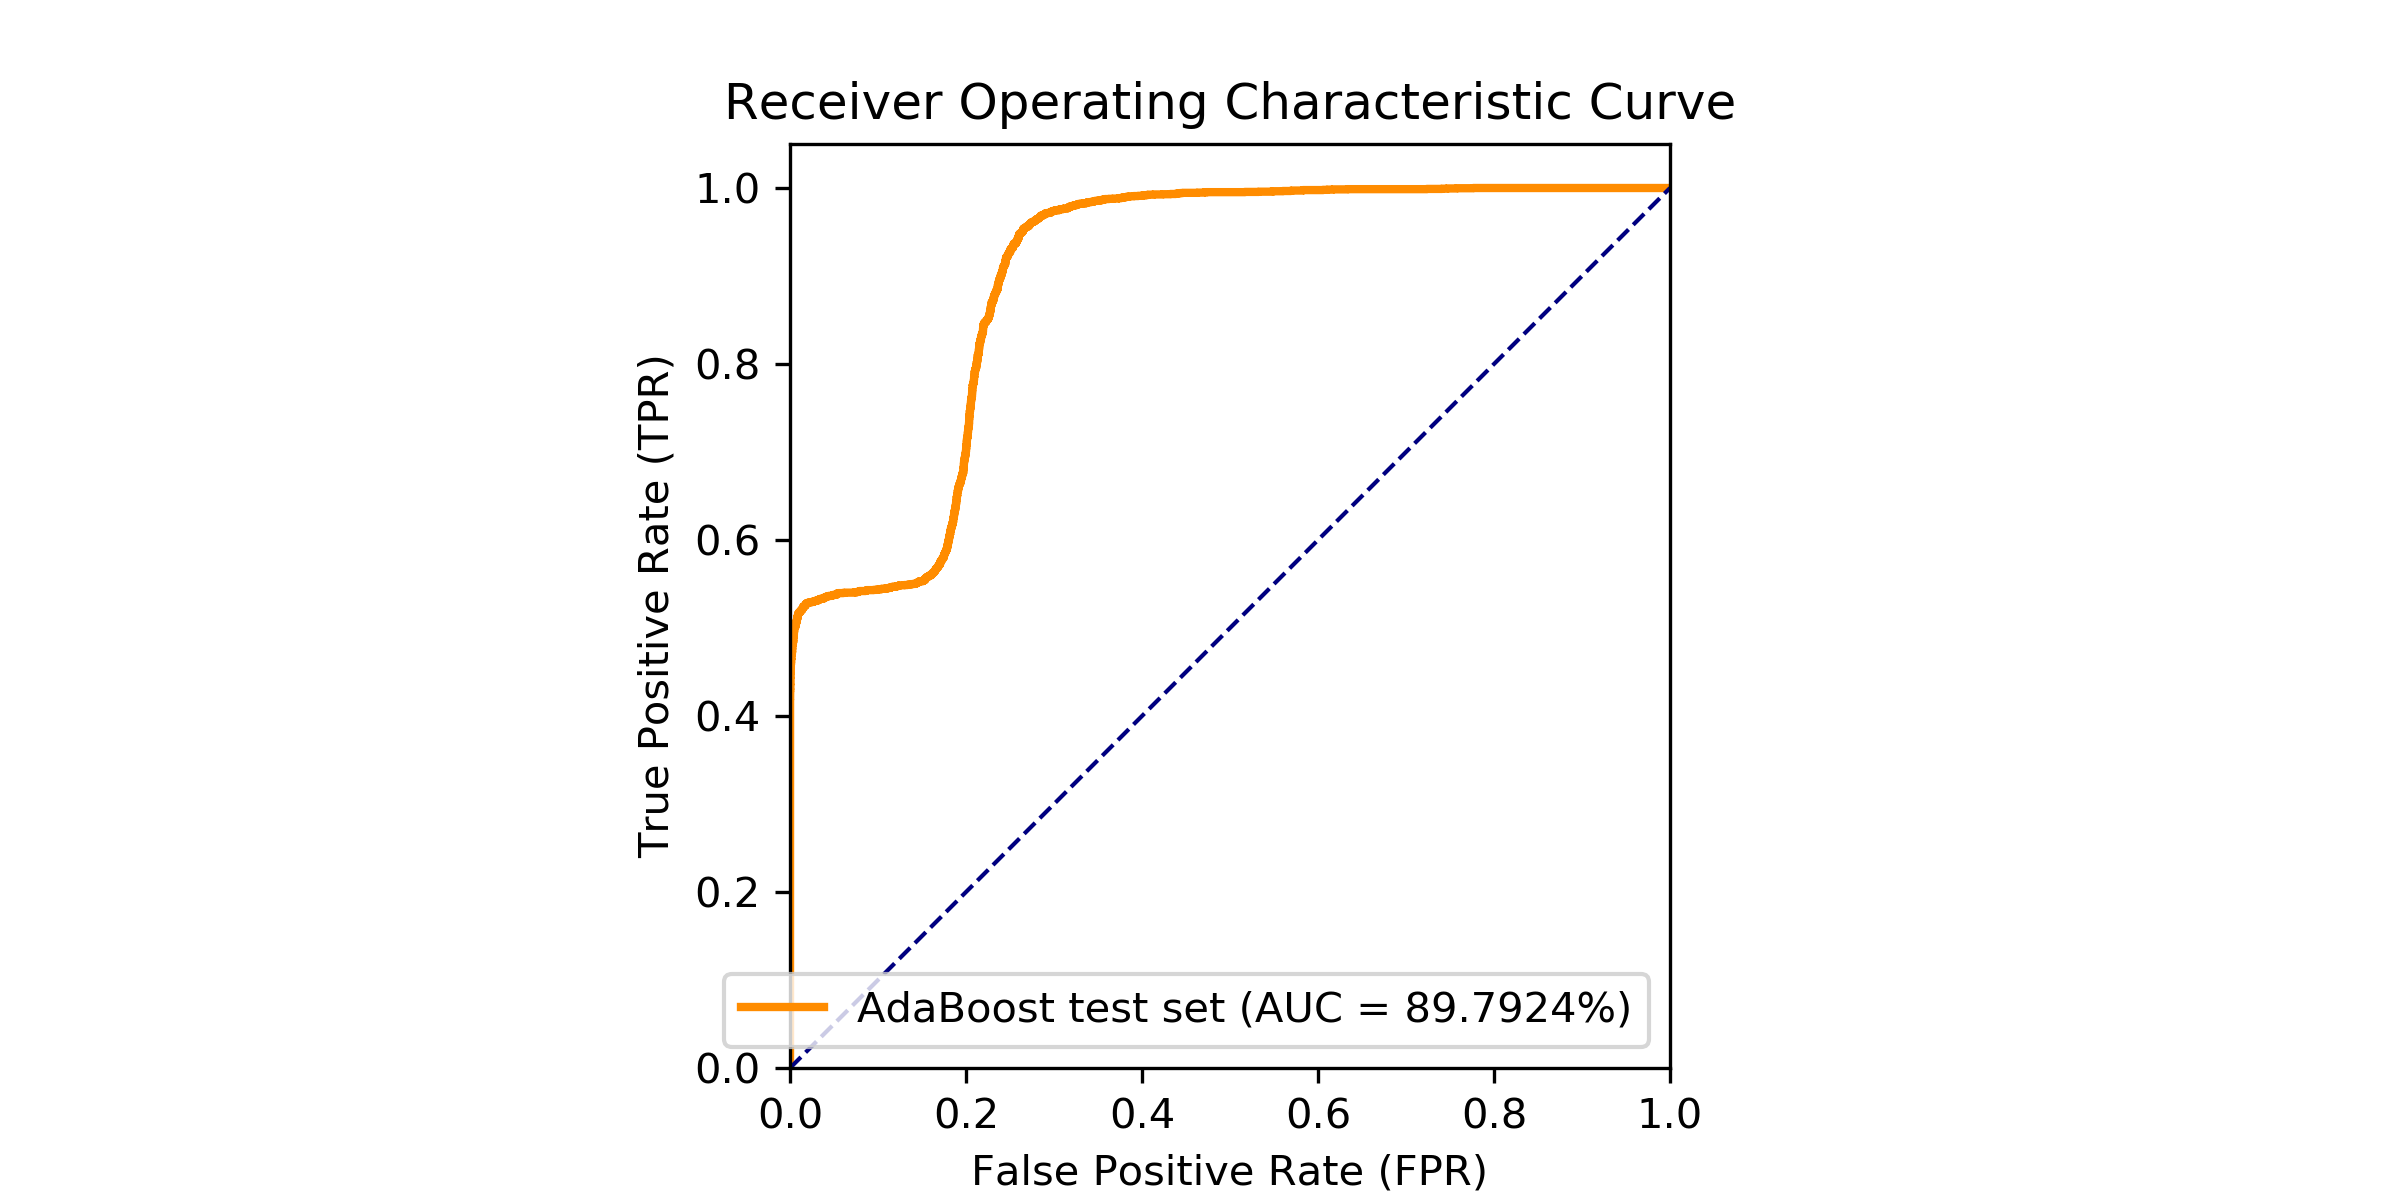 Receiver Operating Characteristic Curve
1.0
0.8
0.6
0.4
0.2
0.0
True Positive Rate (TPR)
AdaBoost test set (AUC = 89.7924%)
0.0 0.2 0.4 0.6 0.8 1.0
False Positive Rate (FPR)